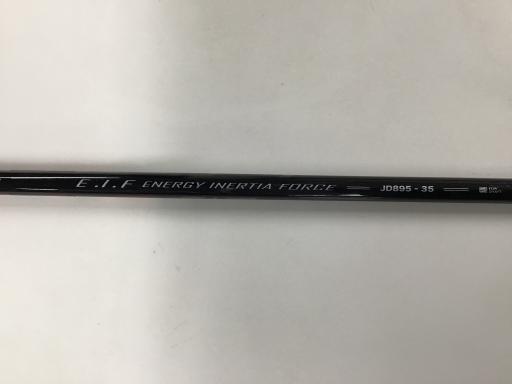 E.I.F ENERGY INERTIA FORCE JD895 - 35